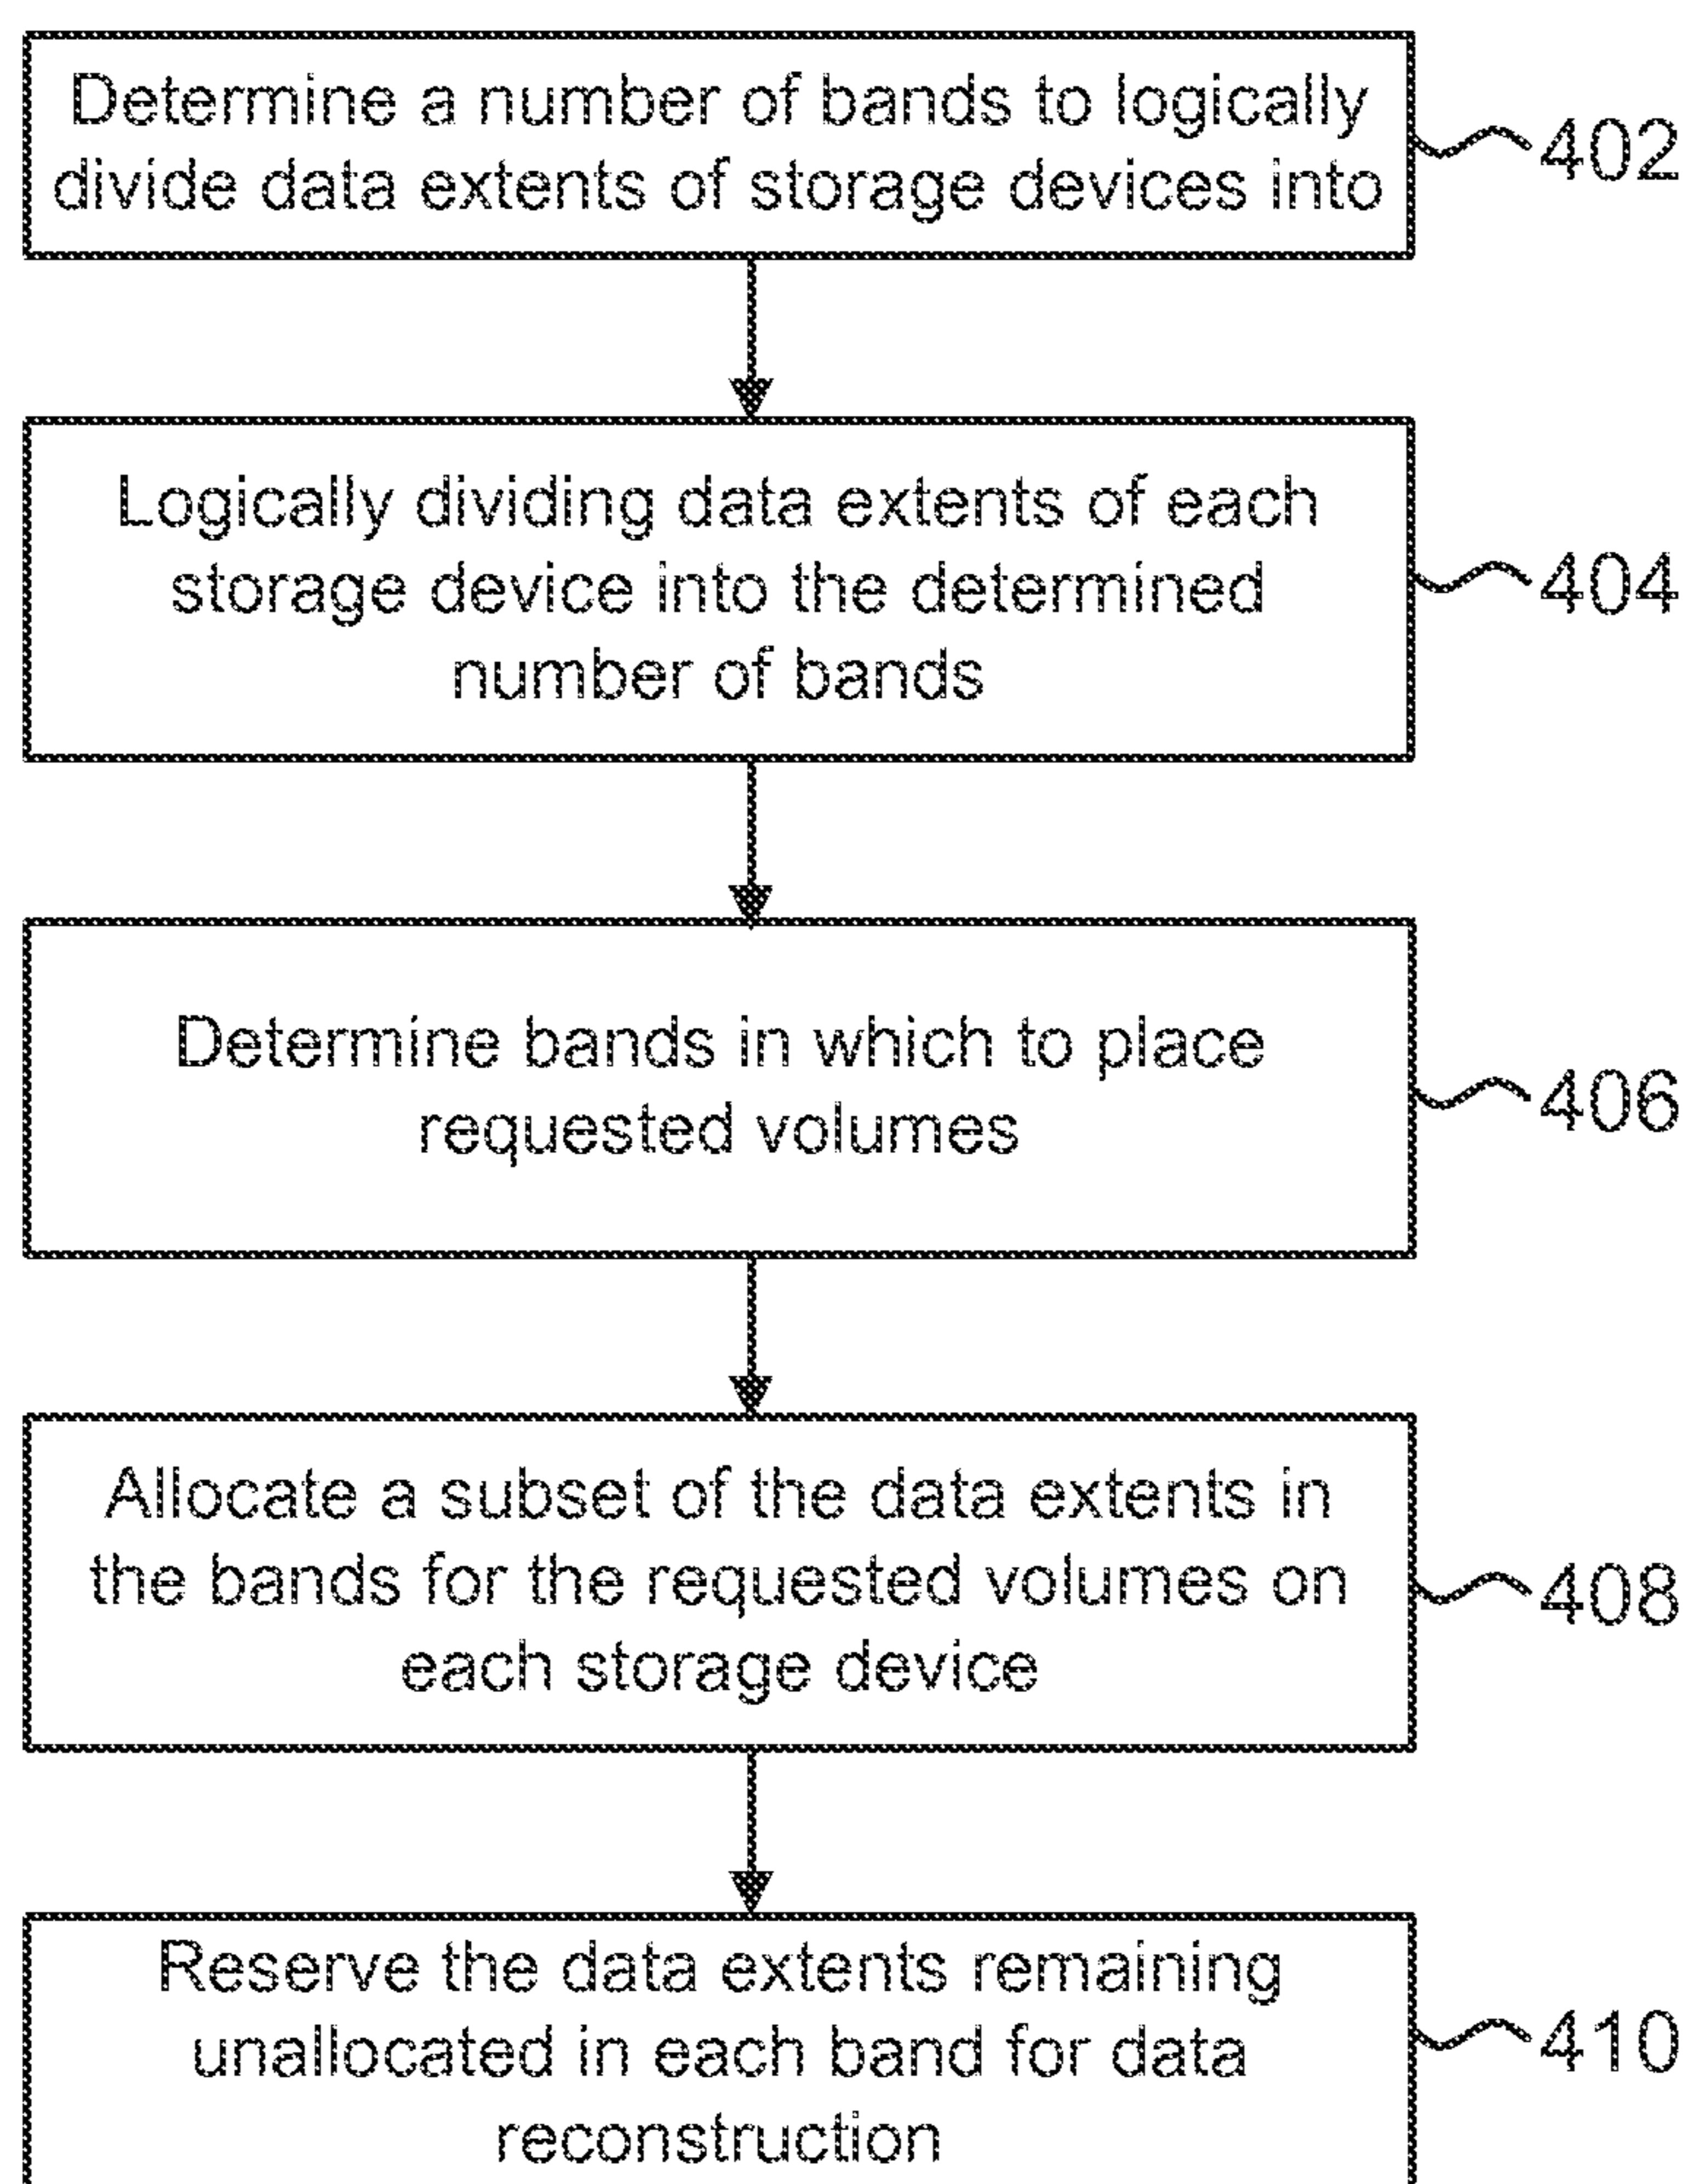 Determine a number of bands to logically
divide data extents of storage devices into
402
Logically dividing data extents of each
storage device into the determined
number of bands
404
Determine bands in which to place
requested volumes
406
Allocate a subset of the data extents in
the bands for the requested volumes on
each storage device
408
Reserve the data extents remaining
unallocated in each band for data
reconstruction
410